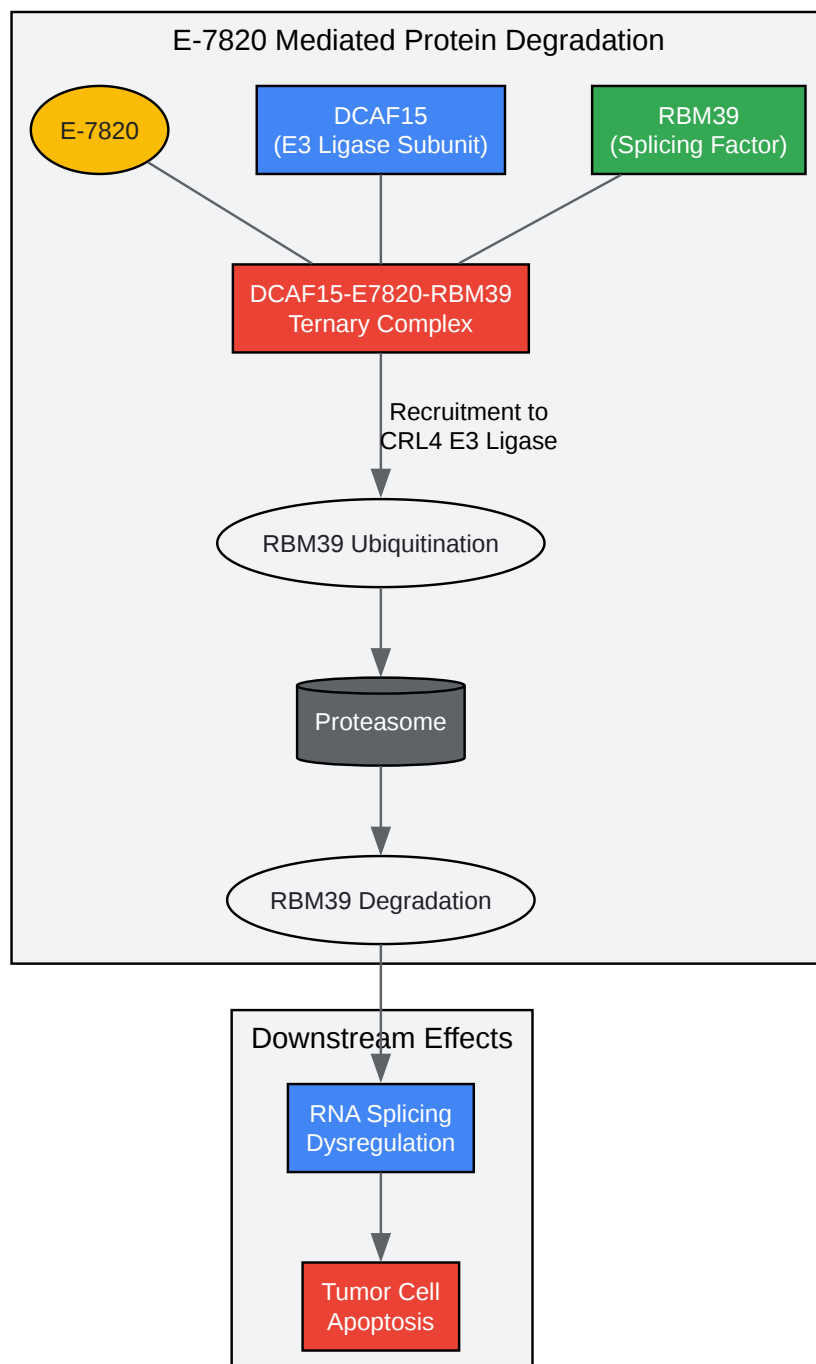 E-7820 Mediated Protein Degradation
E-7820
DCAF15
(E3 Ligase Subunit)
RBM39
(Splicing Factor)
DCAF15-E7820-RBM39
Ternary Complex
Recruitment to
CRL4 E3 Ligase
RBM39 Ubiquitination
Proteasome
RBM39 Degradation
Downstream Effects
RNA Splicing
Dysregulation
Tumor Cell
Apoptosis